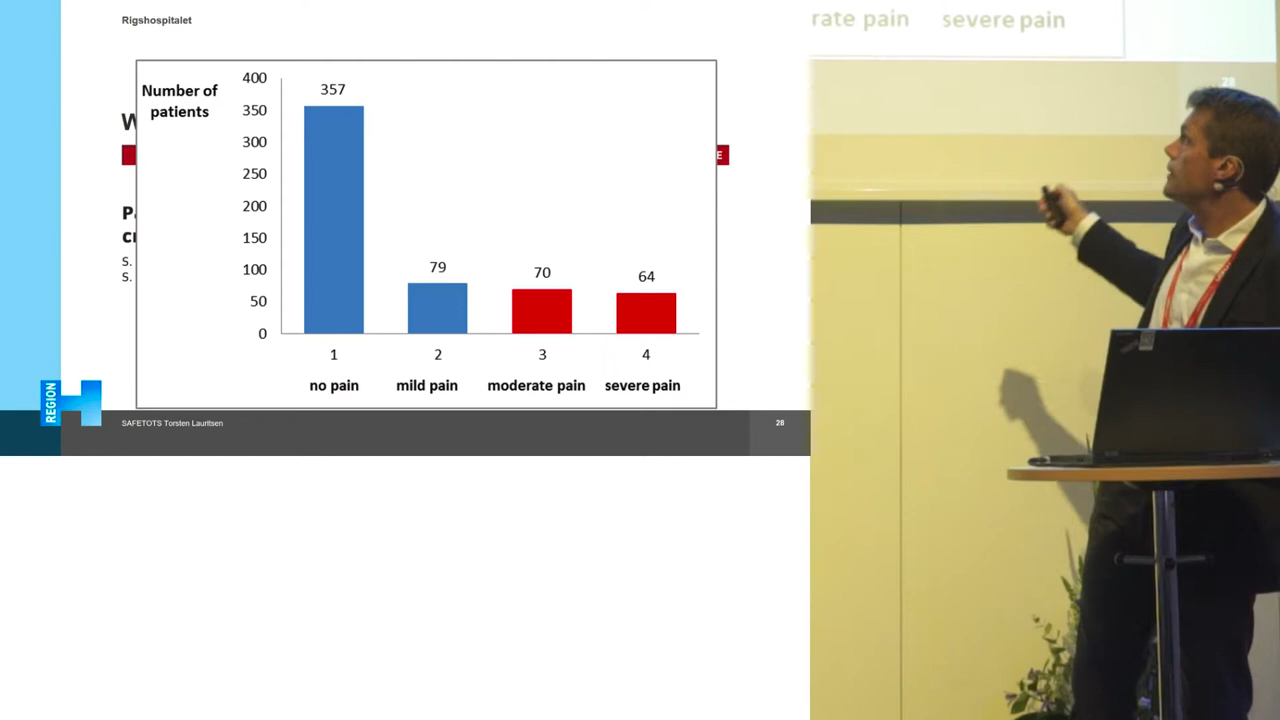 Rigshospitalet
Number of
patients
400
350
300
250
200
150
100
50
0
357
79
70
64
1
2
3
4
no pain
mild pain
moderate pain
severe pain
W
E
P
cr
S.
S.
REGION
H
SAFETOTS Torsten Lauritsen
28
rate pain severe pain
28